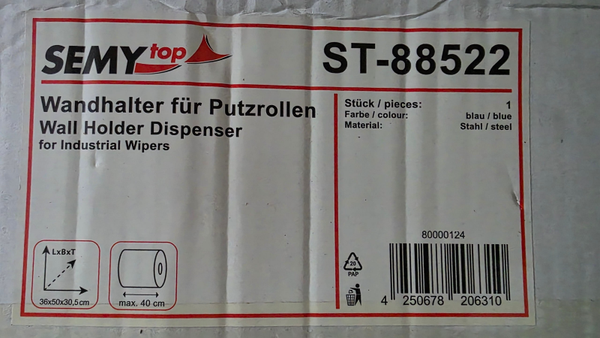 SEMY top
ST-88522
Wandhalter für Putzrollen
Wall Holder Dispenser
for Industrial Wipers
Stück / pieces: 1
Farbe / colour: blau / blue
Material: Stahl / steel
LxBxT
36x50x30,5cm
max. 40 cm
80000124
20
PAP
4 250678 206310